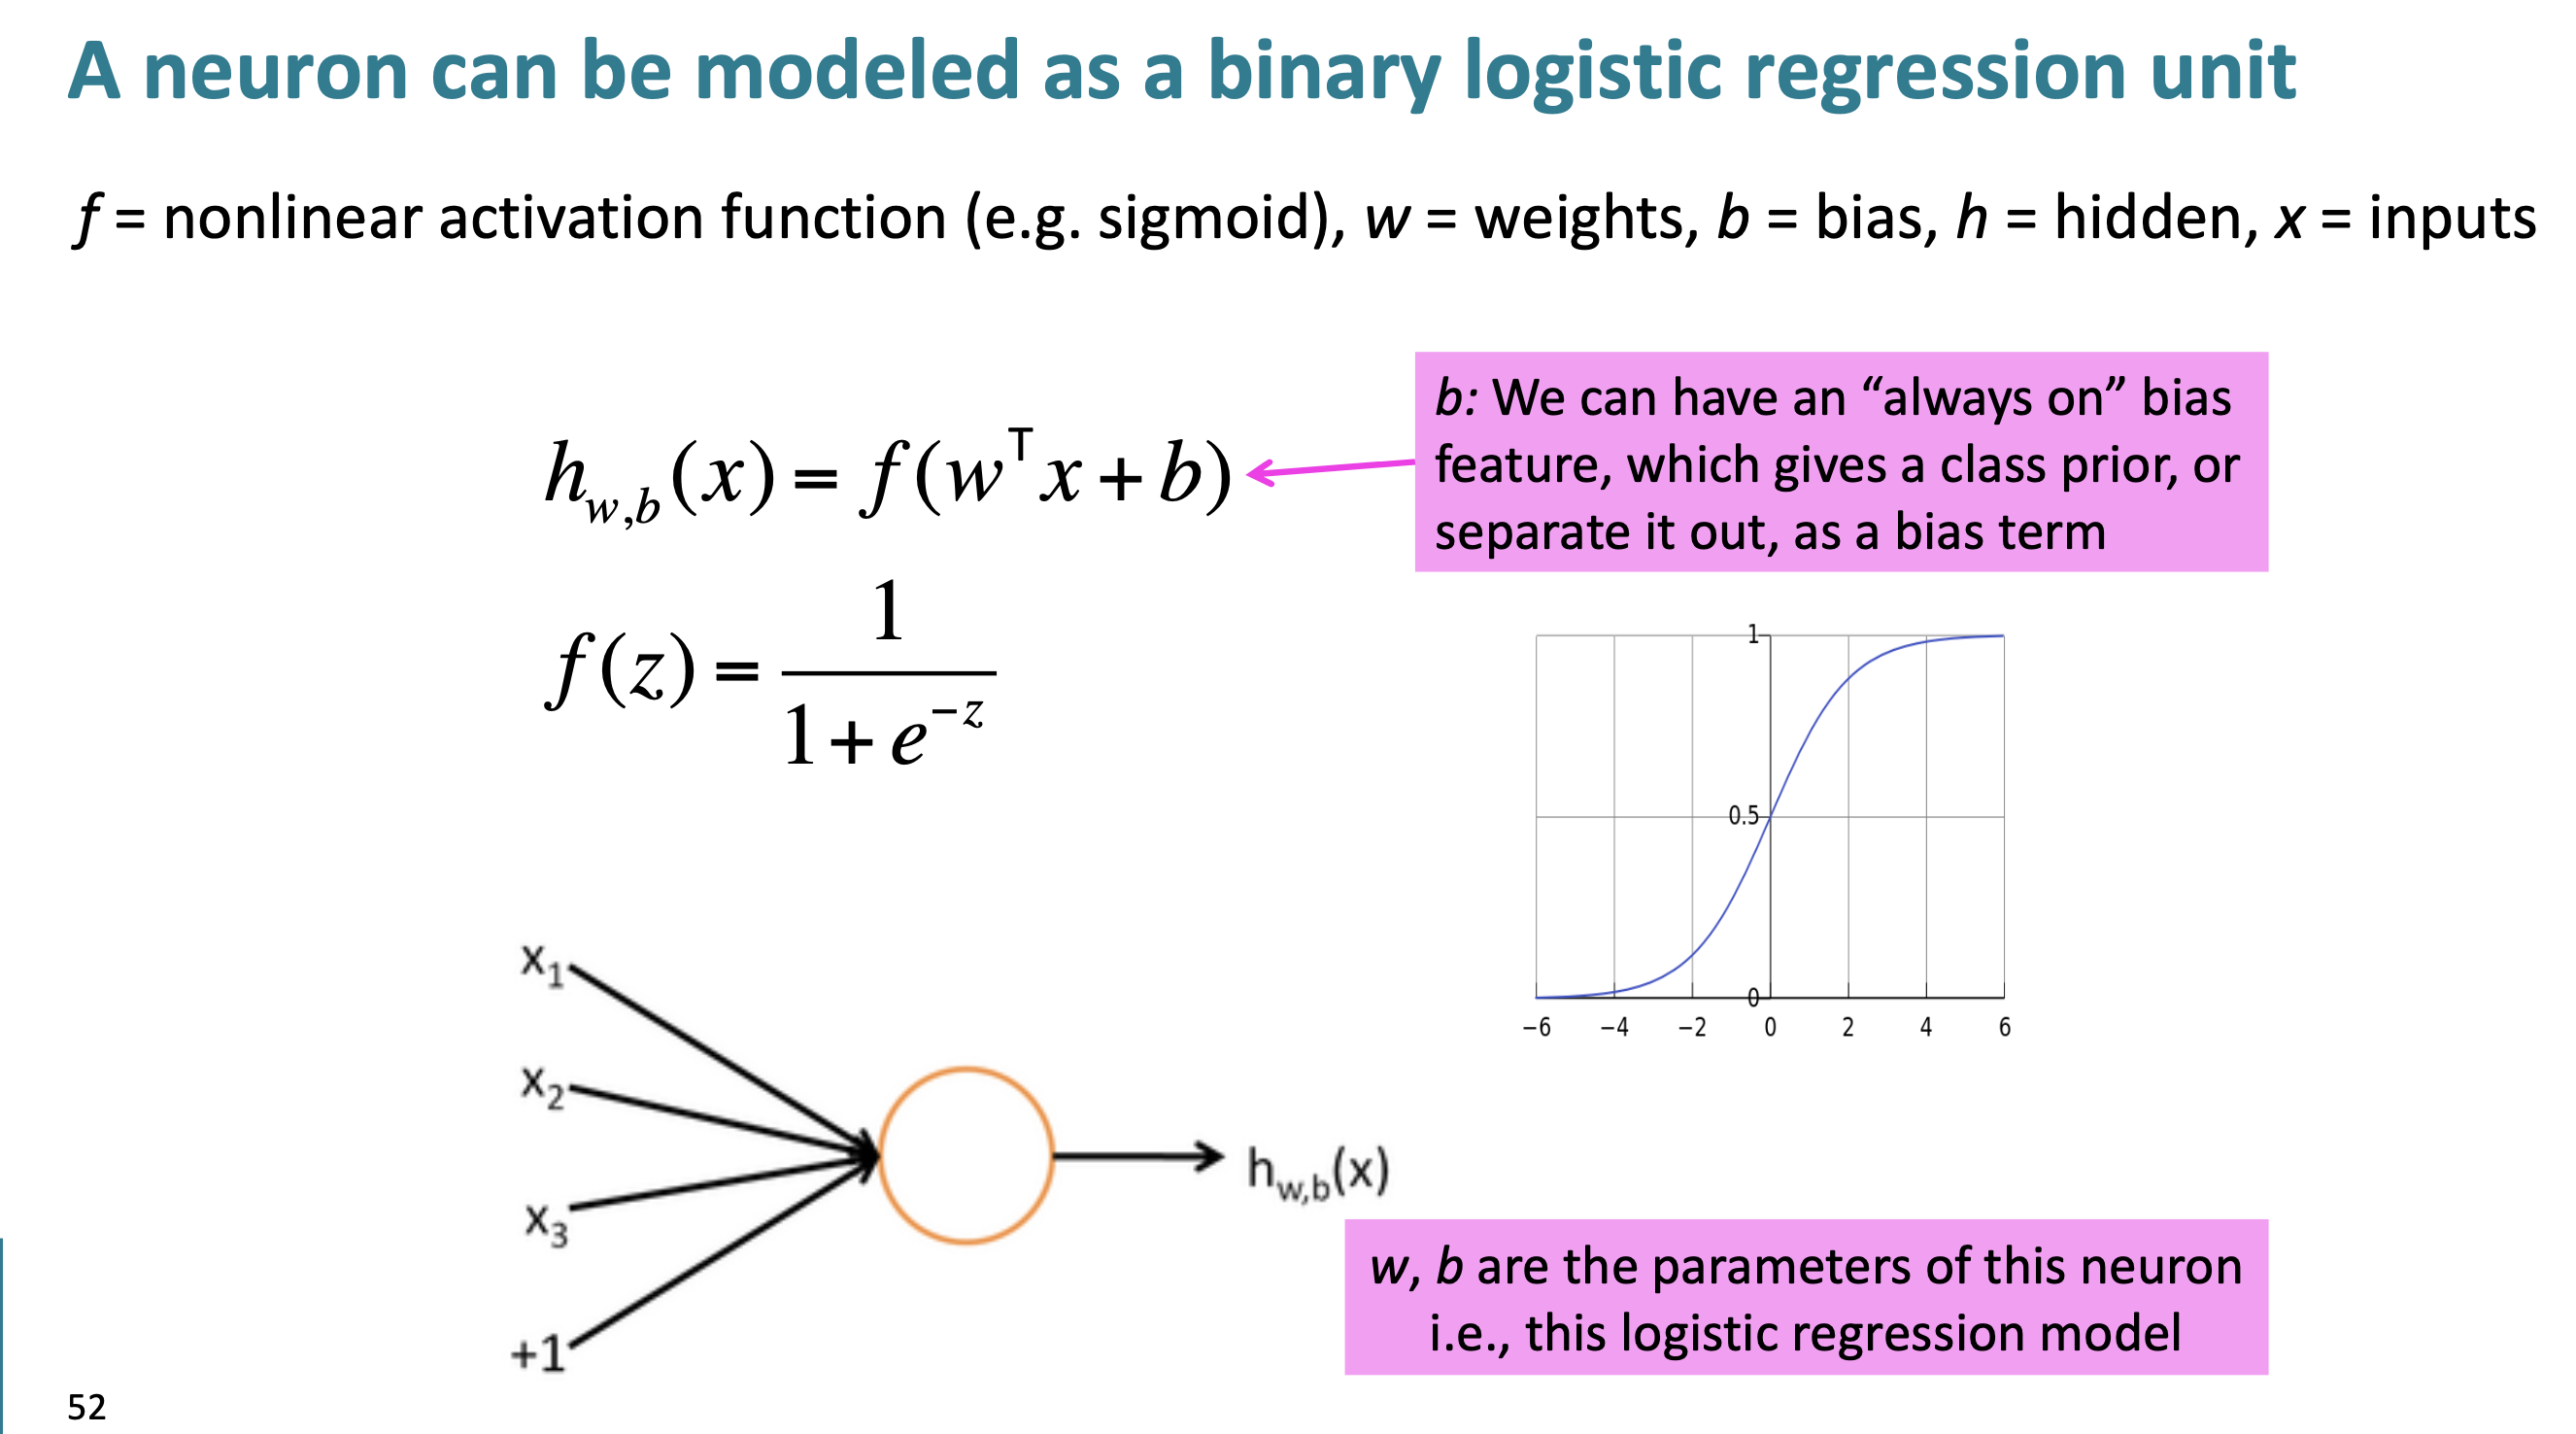 A neuron can be modeled as a binary logistic regression unit
f = nonlinear activation function (e.g. sigmoid), w = weights, b = bias, h = hidden, x = inputs
h_{w,b}(x) = f(w^T x + b)
b: We can have an “always on” bias
feature, which gives a class prior, or
separate it out, as a bias term
f(z) = 1 / (1 + e^{−z})
1
0.5
0
−6 −4 −2 0 2 4 6
x_1
x_2
x_3
+1
h_{w,b}(x)
w, b are the parameters of this neuron
i.e., this logistic regression model
52